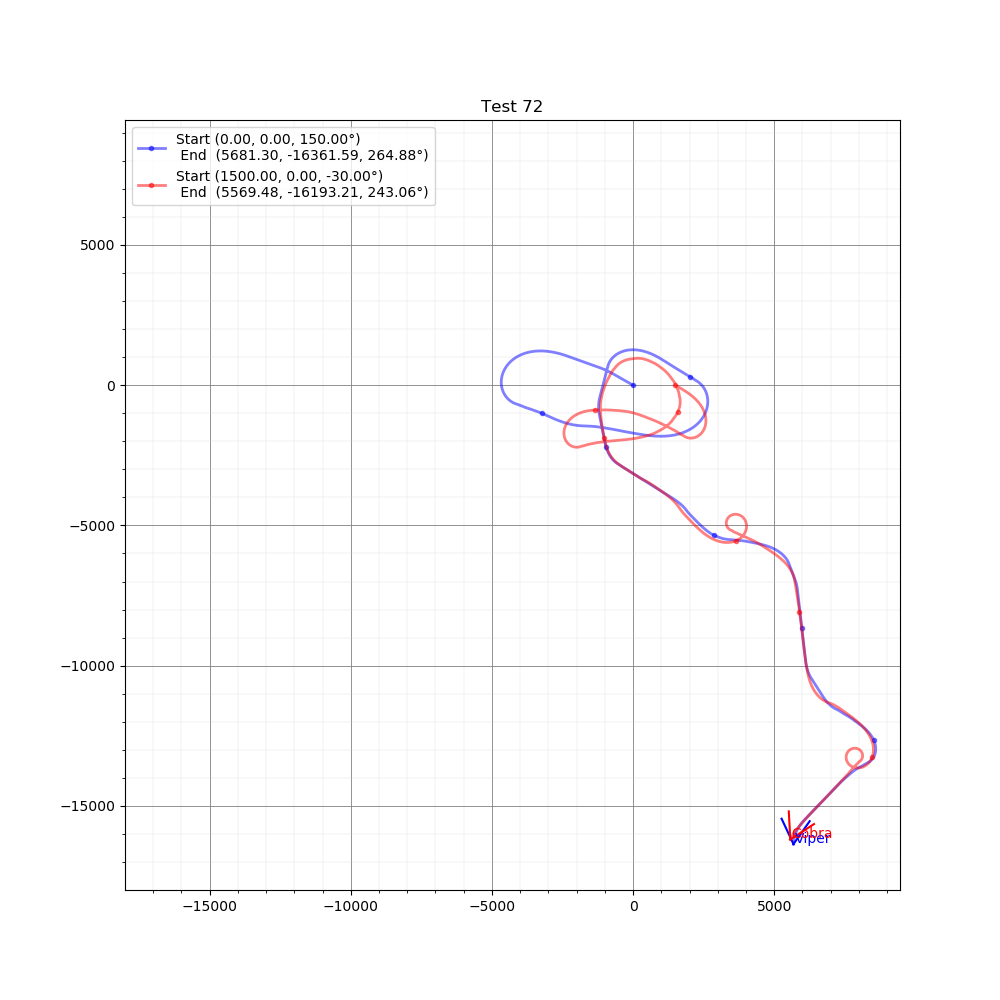 Test 72
Start (0.00, 0.00, 150.00°)
End (5681.30, -16361.59, 264.88°)
Start (1500.00, 0.00, -30.00°)
End (5569.48, -16193.21, 243.06°)
5000
0
−5000
−10000
−15000
Cobra
Viper
−15000
−10000
−5000
0
5000